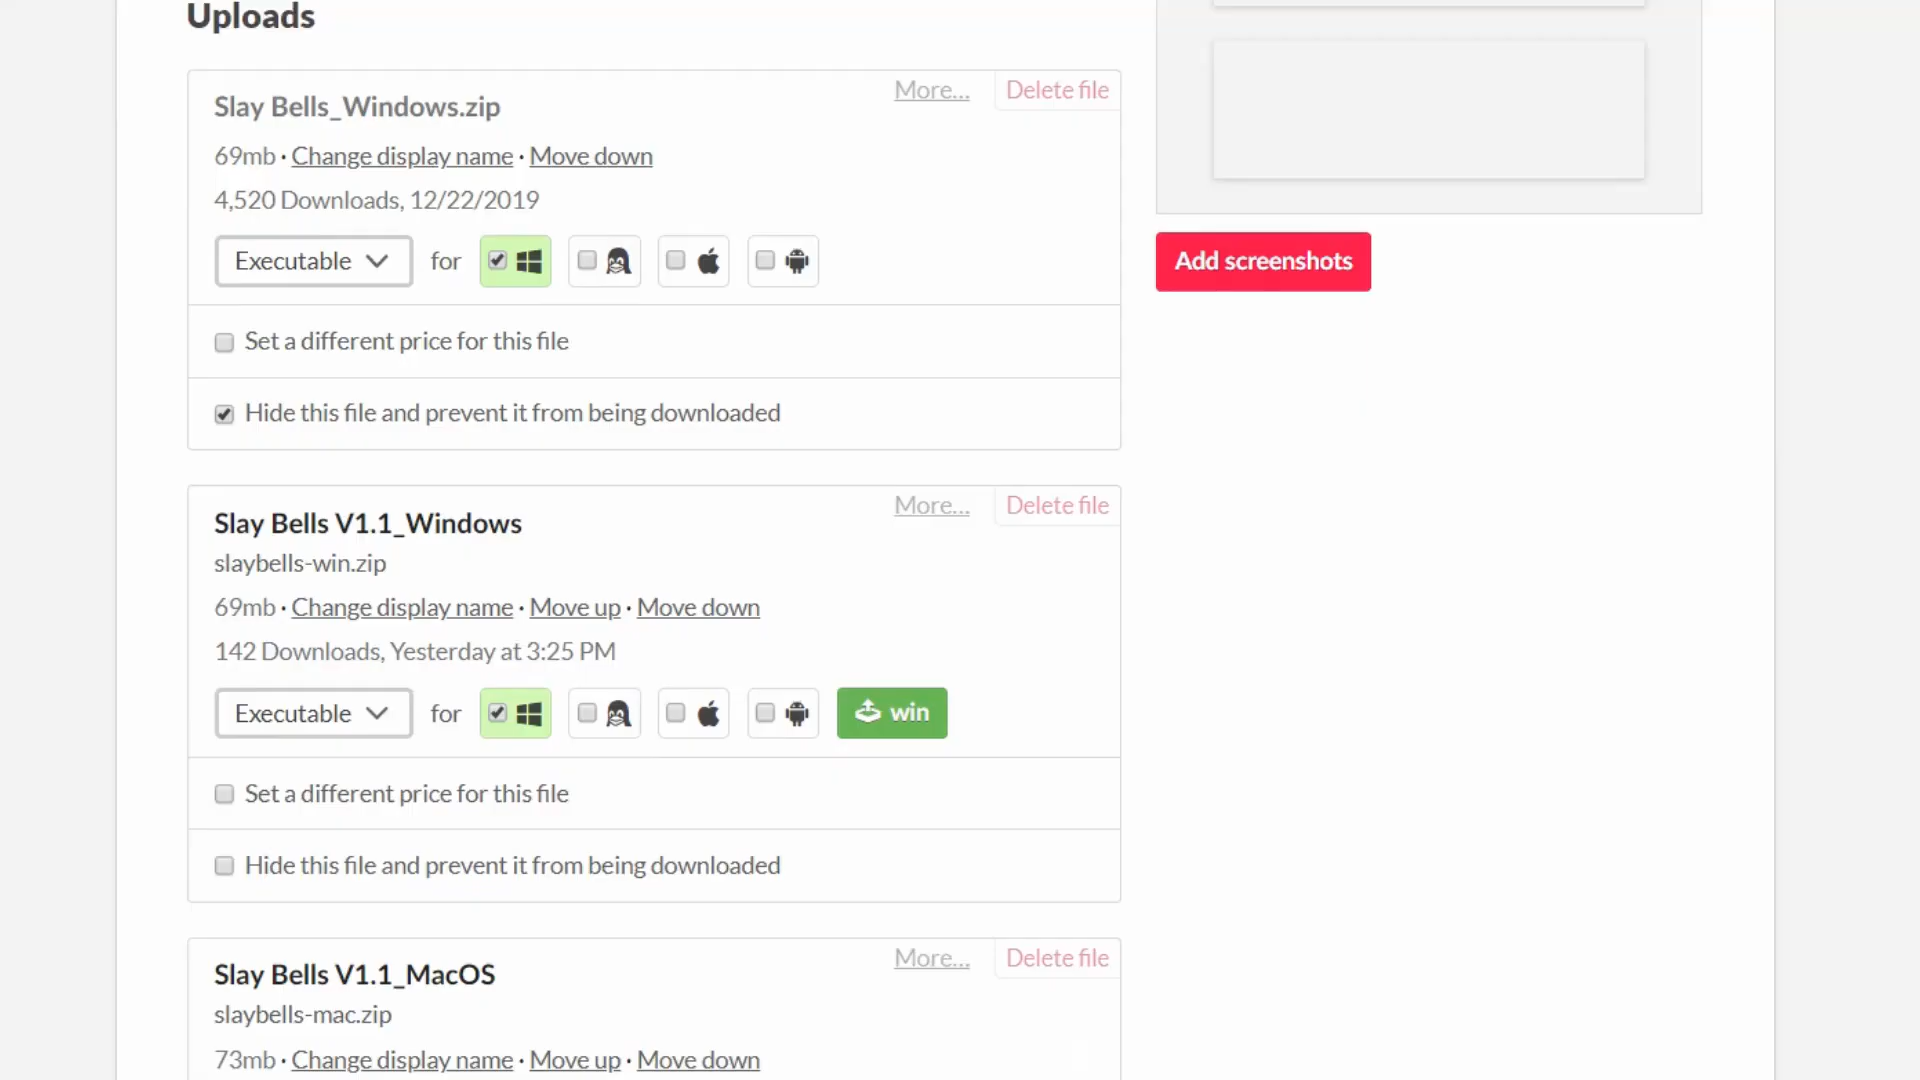 Uploads
Slay Bells_Windows.zip
More...
Delete file
69mb · Change display name · Move down
4,520 Downloads, 12/22/2019
Executable for
Add screenshots
Set a different price for this file
Hide this file and prevent it from being downloaded
Slay Bells V1.1_Windows
More...
Delete file
slaybells-win.zip
69mb · Change display name · Move up · Move down
142 Downloads, Yesterday at 3:25 PM
Executable for win
Set a different price for this file
Hide this file and prevent it from being downloaded
Slay Bells V1.1_MacOS
More...
Delete file
slaybells-mac.zip
73mb · Change display name · Move up · Move down